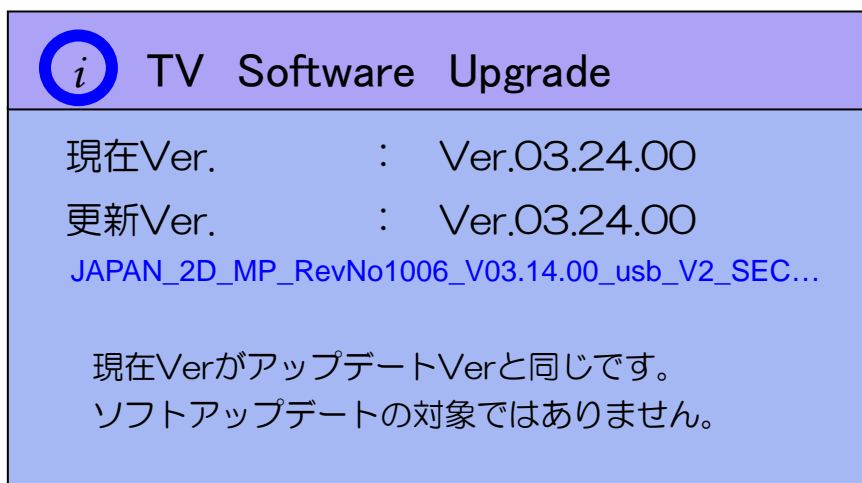 i TV Software Upgrade
現在Ver. : Ver.03.24.00
更新Ver. : Ver.03.24.00
JAPAN_2D_MP_RevNo1006_V03.14.00_usb_V2_SEC...
現在VerがアップデートVerと同じです。
ソフトアップデートの対象ではありません。